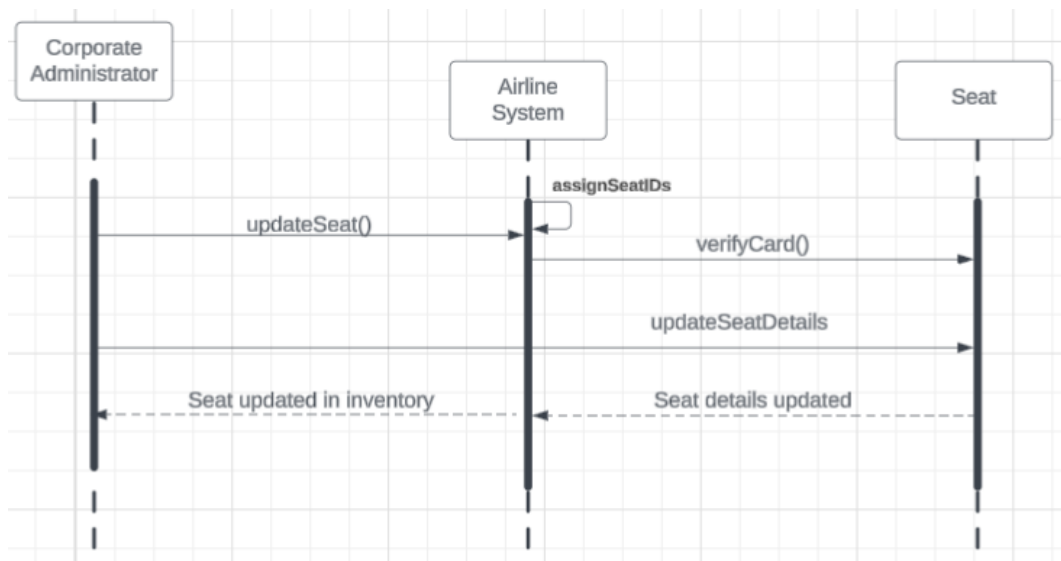 Corporate
Administrator
Airline
System
Seat
assignSeatIDs
updateSeat()
verifyCard()
updateSeatDetails
Seat updated in inventory
Seat details updated